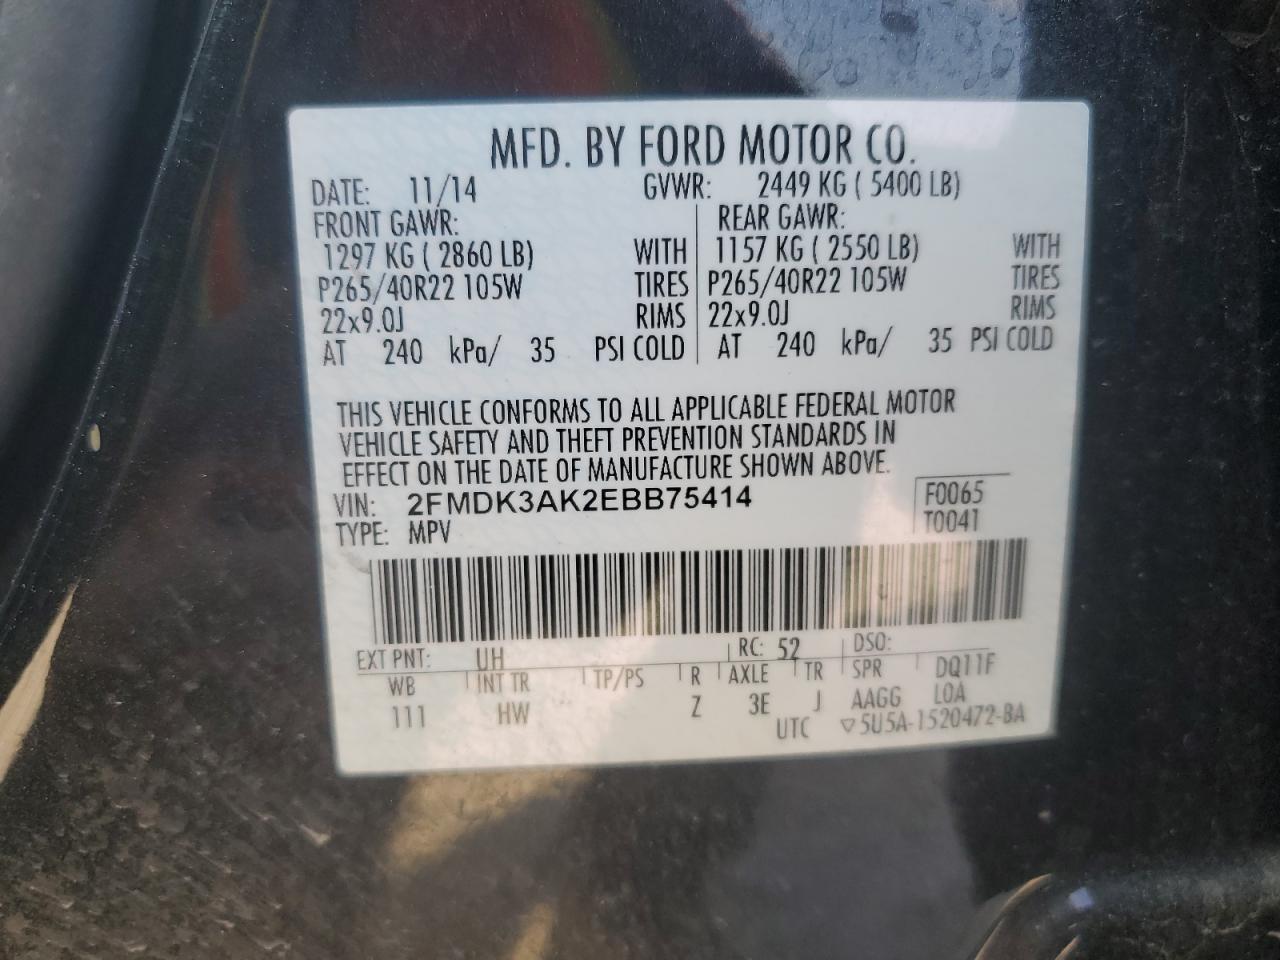 MFD. BY FORD MOTOR CO.
DATE: 11/14 GVWR: 2449 KG ( 5400 LB)
FRONT GAWR: REAR GAWR:
1297 KG ( 2860 LB) WITH 1157 KG ( 2550 LB) WITH
P265/40R22 105W TIRES P265/40R22 105W TIRES
22x9.0J RIMS 22x9.0J RIMS
AT 240 kPa/ 35 PSI COLD AT 240 kPa/ 35 PSI COLD
THIS VEHICLE CONFORMS TO ALL APPLICABLE FEDERAL MOTOR
VEHICLE SAFETY AND THEFT PREVENTION STANDARDS IN
EFFECT ON THE DATE OF MANUFACTURE SHOWN ABOVE.
VIN: 2FMDK3AK2EBB75414 F0065
TYPE: MPV T0041
EXT PNT: UH RC: 52 DSO:
WB INT TR TP/PS R AXLE TR SPR DQ11F
111 HW Z 3E J AAGG LOA
UTC ▽5U5A-1520472-BA